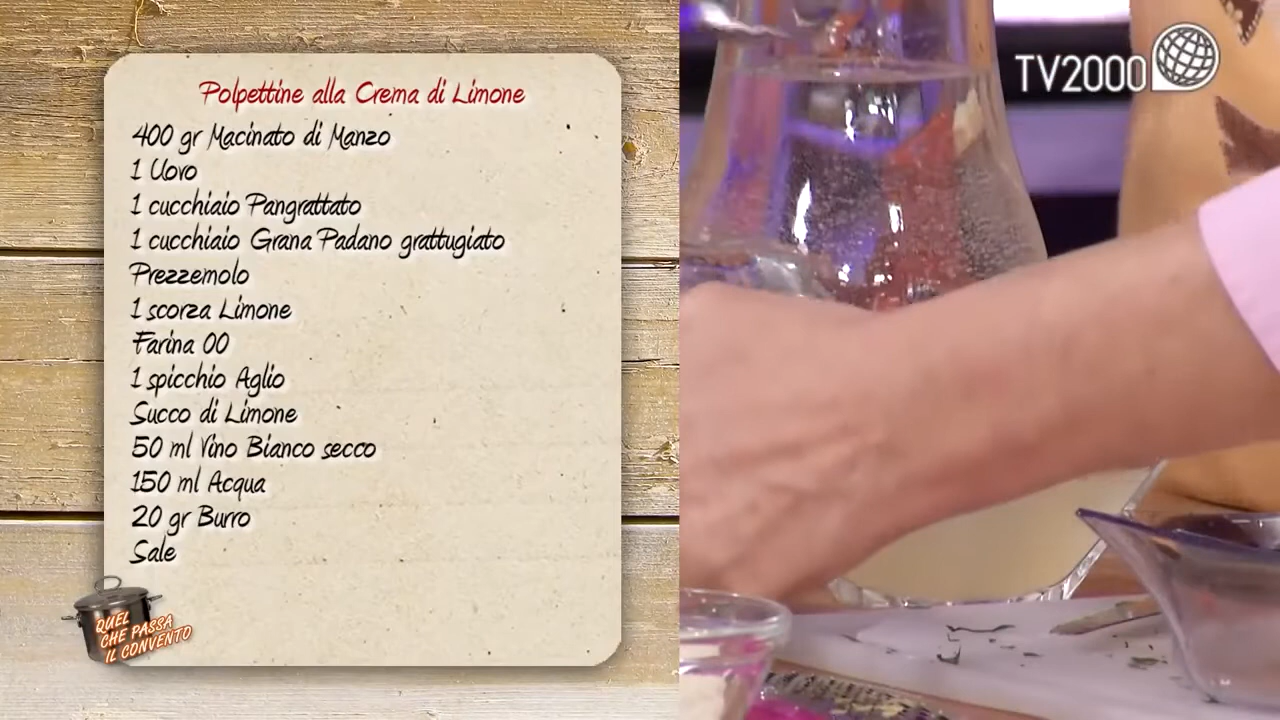 Polpettine alla Crema di Limone
400 gr Macinato di Manzo
1 Uovo
1 cucchiaio Pangrattato
1 cucchiaio Grana Padano grattugiato
Prezzemolo
1 scorza Limone
Farina 00
1 spicchio Aglio
Succo di Limone
50 ml Vino Bianco secco
150 ml Acqua
20 gr Burro
Sale
QUEL
CHE PASSA
IL CONVENTO
TV2000